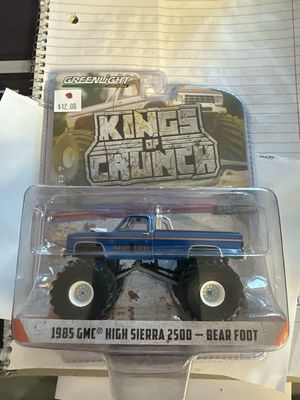 GREENLIGHT
$12.00
KINGS
OF
CRUNCH
1985 GMC® HIGH SIERRA 2500 – BEAR FOOT